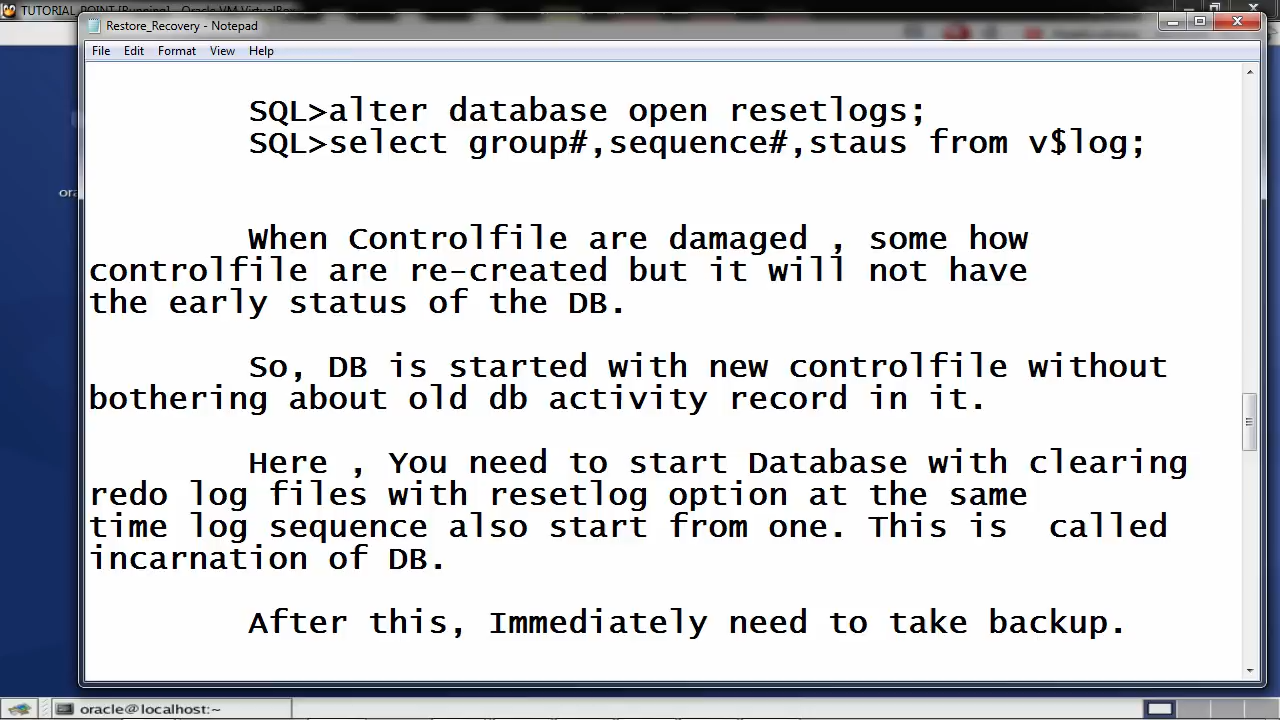 TUTORIAL_POINT [Running] - Oracle VM VirtualBox
Restore_Recovery - Notepad
File Edit Format View Help
SQL>alter database open resetlogs;
SQL>select group#,sequence#,staus from v$log;
When Controlfile are damaged , some how
controlfile are re-created but it will not have
the early status of the DB.
So, DB is started with new controlfile without
bothering about old db activity record in it.
Here , You need to start Database with clearing
redo log files with resetlog option at the same
time log sequence also start from one. This is  called
incarnation of DB.
After this, Immediately need to take backup.
oracle@localhost:~